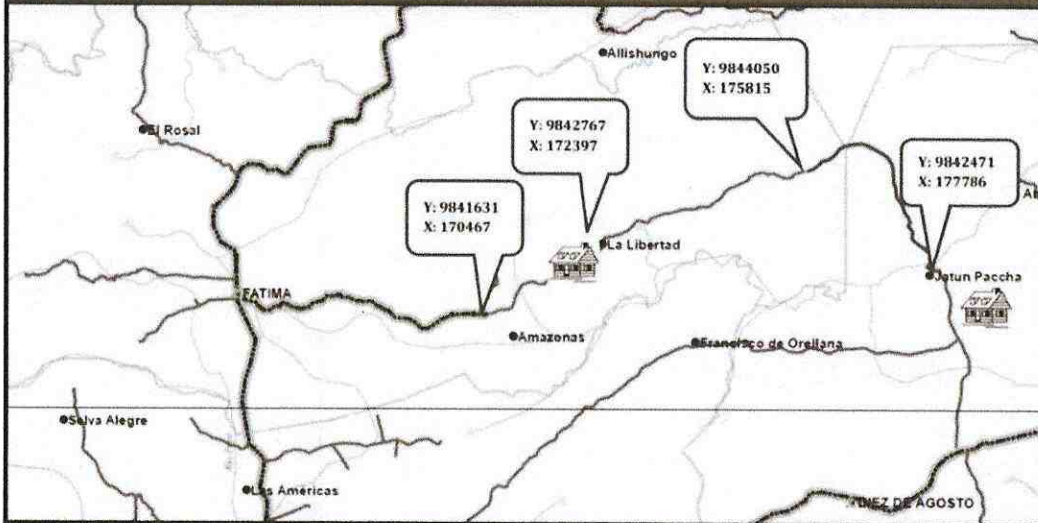 Allishungo
Y: 9844050
X: 175815
El Rosal
Y: 9842767
X: 172397
Y: 9842471
X: 177786
Y: 9841631
X: 170467
La Libertad
Jatun Paccha
FATIMA
Amazonas
Francisco de Orellana
Selva Alegre
Las Américas
DIEZ DE AGOSTO